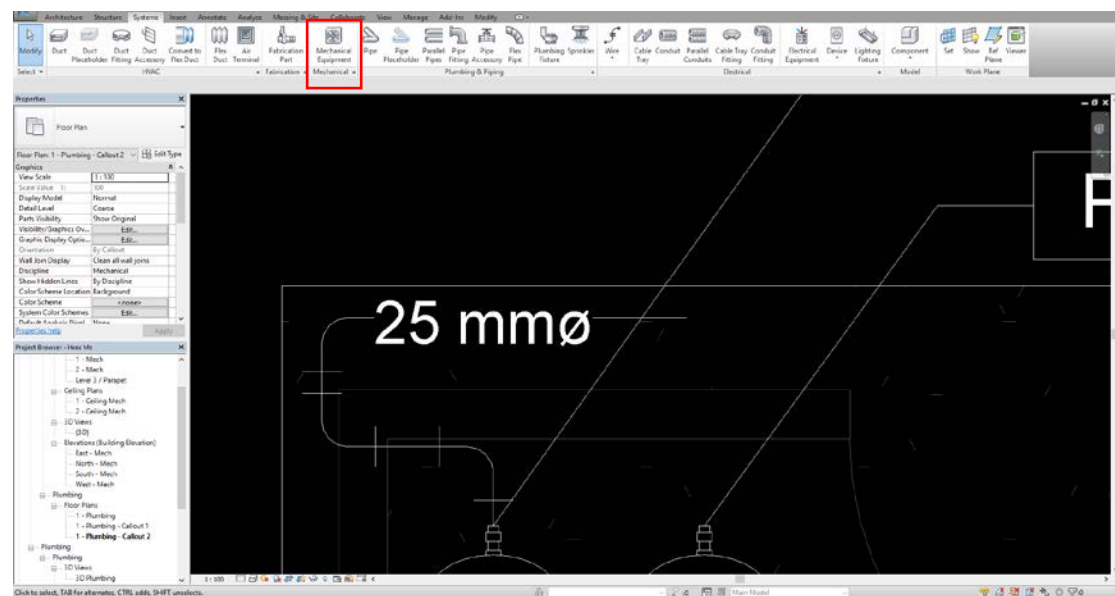 Architecture Structure Systems Insert Annotate Analyze Massing & Site Collaborate View Manage Add-Ins Modify
Modify Duct Duct Placeholder Duct Fitting Duct Accessory Convert to Flex Duct Flex Duct Air Terminal Fabrication Part Mechanical Equipment Pipe Pipe Placeholder Parallel Pipes Pipe Fitting Pipe Accessory Flex Pipe Plumbing Fixture Sprinkler Wire Cable Tray Conduit Parallel Conduits Cable Tray Fitting Conduit Fitting Electrical Equipment Device Lighting Fixture Component Set Show Ref Plane Viewer
Select HVAC Fabrication Mechanical Plumbing & Piping Electrical Model Work Plane
Properties
Floor Plan
Floor Plan: 1 - Plumbing - Callout 2 Edit Type
Graphics
View Scale 1 : 100
Scale Value 1: 100
Display Model Normal
Detail Level Coarse
Parts Visibility Show Original
Visibility/Graphics Ov... Edit...
Graphic Display Optio... Edit...
Orientation By Callout
Wall Join Display Clean all wall joins
Discipline Mechanical
Show Hidden Lines By Discipline
Color Scheme Location Background
Color Scheme <none>
System Color Schemes Edit...
Properties help Apply
Project Browser -
1 - Mech
2 - Mech
Level 3 / Parapet
Ceiling Plans
1 - Ceiling Mech
2 - Ceiling Mech
3D Views
{3D}
Elevations (Building Elevation)
East - Mech
North - Mech
South - Mech
West - Mech
Plumbing
Floor Plans
1 - Plumbing
1 - Plumbing - Callout 1
1 - Plumbing - Callout 2
Plumbing
Plumbing
3D Views
3D Plumbing
25 mmø
1 : 100
Click to select, TAB for alternates, CTRL adds, SHIFT unselects.
Main Model